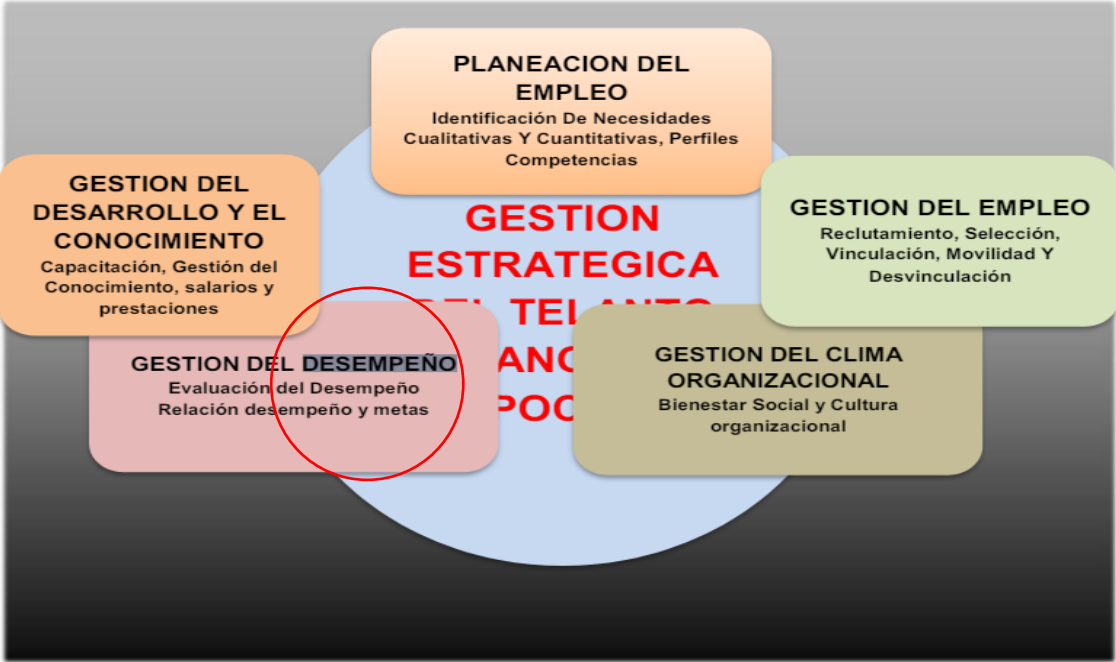 PLANEACION DEL
EMPLEO
Identificación De Necesidades
Cualitativas Y Cuantitativas, Perfiles
Competencias
GESTION DEL
DESARROLLO Y EL
CONOCIMIENTO
Capacitación, Gestión del
Conocimiento, salarios y
prestaciones
GESTION DEL EMPLEO
Reclutamiento, Selección,
Vinculación, Movilidad Y
Desvinculación
GESTION
ESTRATEGICA
DEL TELANTO
GESTION DEL DESEMPEÑO
Evaluación del Desempeño
Relación desempeño y metas
GESTION DEL CLIMA
ORGANIZACIONAL
Bienestar Social y Cultura
organizacional